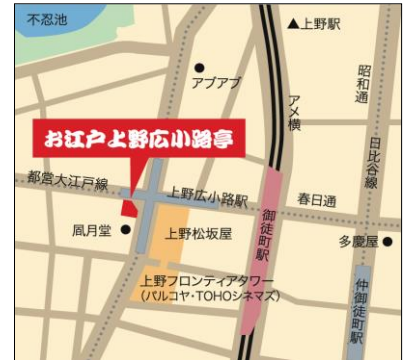 不忍池
▲上野駅
アブアブ
昭和通
アメ横
日比谷線
お江戸上野広小路亭
都営大江戸線
上野広小路駅
春日通
御徒町駅
周月堂
上野松坂屋
多慶屋
上野フロンティアタワー
（パルコヤ・TOHOシネマズ）
仲御徒町駅